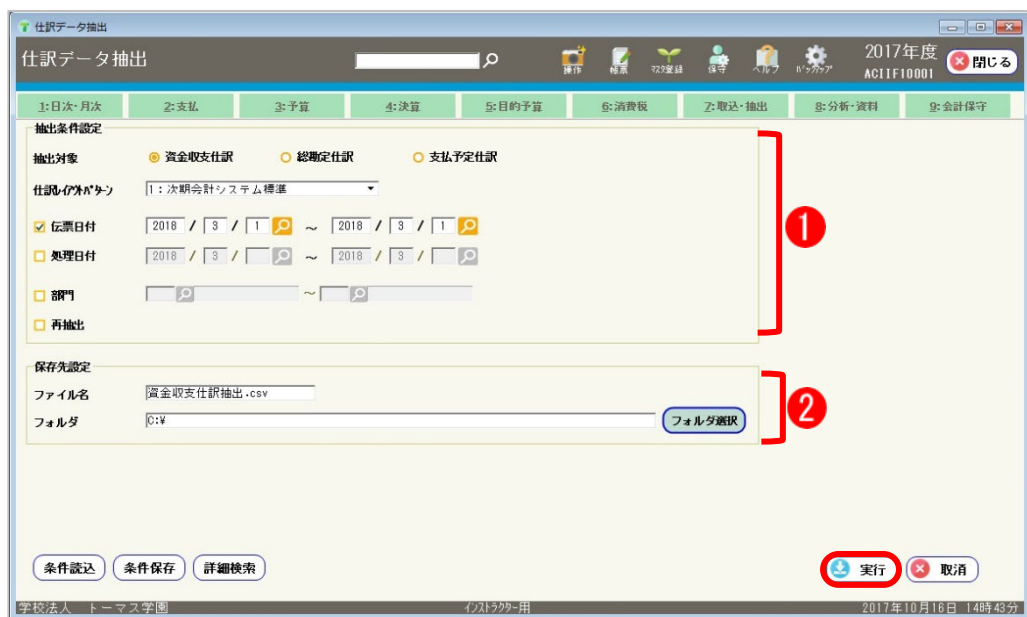 仕訳データ抽出
仕訳データ抽出 操作 帳票 マスタ登録 保守 ヘルプ バックアップ 2017年度 ACIIF10001 閉じる
1:日次・月次 2:支払 3:予算 4:決算 5:目的予算 6:消費税 7:取込・抽出 8:分析・資料 9:会計保守
抽出条件設定
抽出対象 資金収支仕訳 総勘定仕訳 支払予定仕訳
仕訳レイアウトパターン 1:次期会計システム標準
伝票日付 2018 / 3 / 1 ~ 2018 / 3 / 1
処理日付 2018 / 3 / ~ 2018 / 3 /
部門 ~
再抽出
1
保存先設定
ファイル名 資金収支仕訳抽出.csv
フォルダ C:¥ フォルダ選択
2
条件読込 条件保存 詳細検索 実行 取消
学校法人 トーマス学園 インストラクター用 2017年10月16日 14時43分